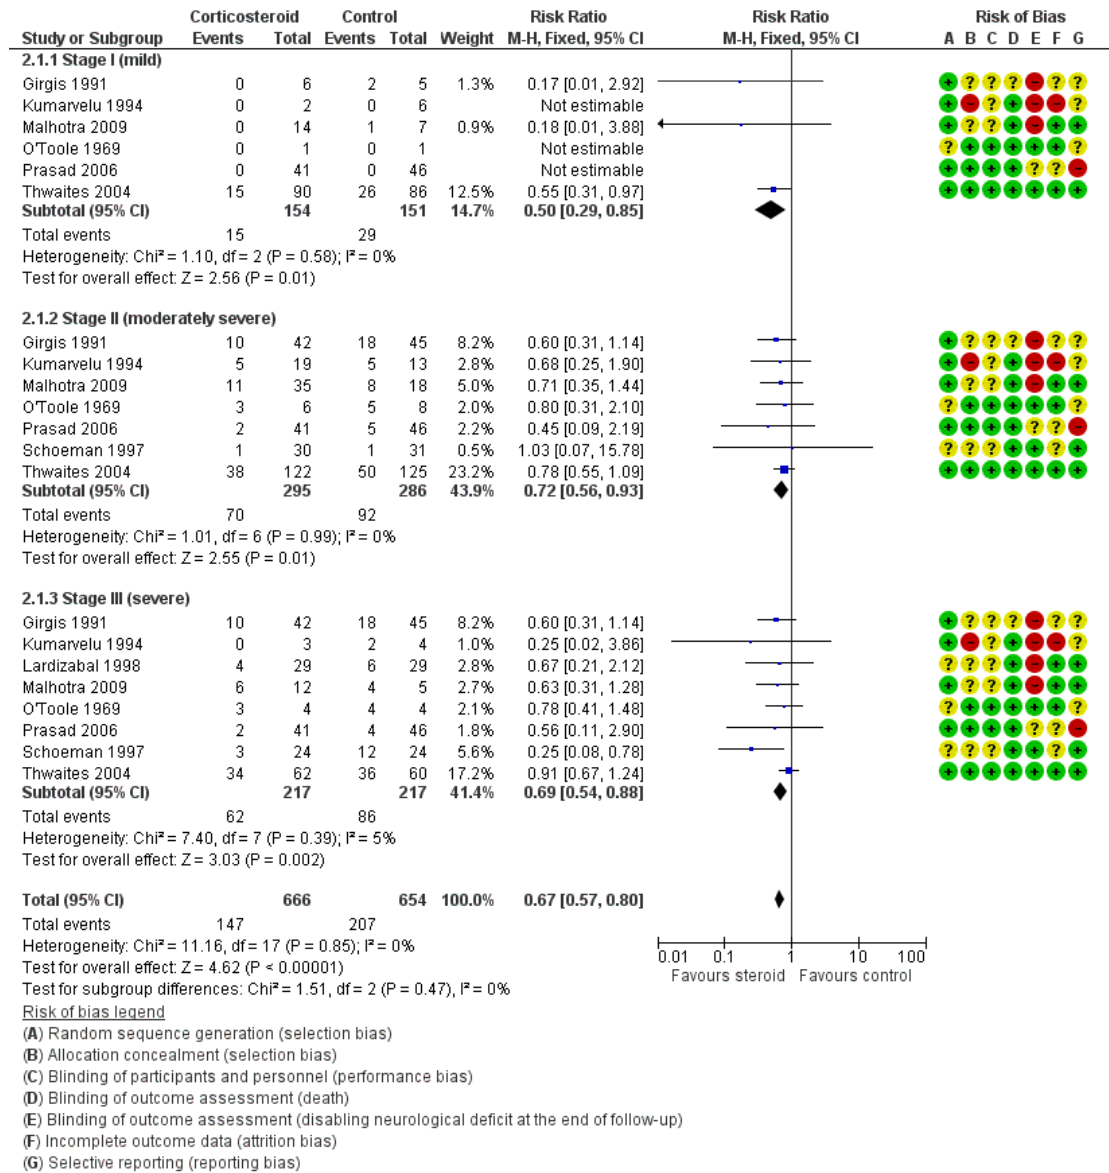 Corticosteroid Control Risk Ratio Risk Ratio Risk of Bias
Study or Subgroup Events Total Events Total Weight M-H, Fixed, 95% CI M-H, Fixed, 95% CI A B C D E F G
2.1.1 Stage I (mild)
Girgis 1991 0 6 2 5 1.3% 0.17 [0.01, 2.92] + ? ? ? - ? ?
Kumarvelu 1994 0 2 0 6 Not estimable + - ? + - - ?
Malhotra 2009 0 14 1 7 0.9% 0.18 [0.01, 3.88] + ? ? + - + +
O'Toole 1969 0 1 0 1 Not estimable ? + + + + + ?
Prasad 2006 0 41 0 46 Not estimable + + + + ? ? -
Thwaites 2004 15 90 26 86 12.5% 0.55 [0.31, 0.97] + + + + + + +
Subtotal (95% CI) 154 151 14.7% 0.50 [0.29, 0.85]
Total events 15 29
Heterogeneity: Chi² = 1.10, df = 2 (P = 0.58); I² = 0%
Test for overall effect: Z = 2.56 (P = 0.01)
2.1.2 Stage II (moderately severe)
Girgis 1991 10 42 18 45 8.2% 0.60 [0.31, 1.14] + ? ? ? - ? ?
Kumarvelu 1994 5 19 5 13 2.8% 0.68 [0.25, 1.90] + - ? + - - ?
Malhotra 2009 11 35 8 18 5.0% 0.71 [0.35, 1.44] + ? ? + - + +
O'Toole 1969 3 6 5 8 2.0% 0.80 [0.31, 2.10] ? + + + + + ?
Prasad 2006 2 41 5 46 2.2% 0.45 [0.09, 2.19] + + + + ? ? -
Schoeman 1997 1 30 1 31 0.5% 1.03 [0.07, 15.78] ? ? ? + + ? +
Thwaites 2004 38 122 50 125 23.2% 0.78 [0.55, 1.09] + + + + + + +
Subtotal (95% CI) 295 286 43.9% 0.72 [0.56, 0.93]
Total events 70 92
Heterogeneity: Chi² = 1.01, df = 6 (P = 0.99); I² = 0%
Test for overall effect: Z = 2.55 (P = 0.01)
2.1.3 Stage III (severe)
Girgis 1991 10 42 18 45 8.2% 0.60 [0.31, 1.14] + ? ? ? - ? ?
Kumarvelu 1994 0 3 2 4 1.0% 0.25 [0.02, 3.86] + - ? + - - ?
Lardizabal 1998 4 29 6 29 2.8% 0.67 [0.21, 2.12] ? ? ? + - + +
Malhotra 2009 6 12 4 5 2.7% 0.63 [0.31, 1.28] + ? ? + - + +
O'Toole 1969 3 4 4 4 2.1% 0.78 [0.41, 1.48] ? + + + + + ?
Prasad 2006 2 41 4 46 1.8% 0.56 [0.11, 2.90] + + + + ? ? -
Schoeman 1997 3 24 12 24 5.6% 0.25 [0.08, 0.78] ? ? ? + + ? +
Thwaites 2004 34 62 36 60 17.2% 0.91 [0.67, 1.24] + + + + + + +
Subtotal (95% CI) 217 217 41.4% 0.69 [0.54, 0.88]
Total events 62 86
Heterogeneity: Chi² = 7.40, df = 7 (P = 0.39); I² = 5%
Test for overall effect: Z = 3.03 (P = 0.002)
Total (95% CI) 666 654 100.0% 0.67 [0.57, 0.80]
Total events 147 207
Heterogeneity: Chi² = 11.16, df = 17 (P = 0.85); I² = 0%
Test for overall effect: Z = 4.62 (P < 0.00001)
Test for subgroup differences: Chi² = 1.51, df = 2 (P = 0.47), I² = 0%
0.01 0.1 1 10 100
Favours steroid Favours control
Risk of bias legend
(A) Random sequence generation (selection bias)
(B) Allocation concealment (selection bias)
(C) Blinding of participants and personnel (performance bias)
(D) Blinding of outcome assessment (death)
(E) Blinding of outcome assessment (disabling neurological deficit at the end of follow-up)
(F) Incomplete outcome data (attrition bias)
(G) Selective reporting (reporting bias)